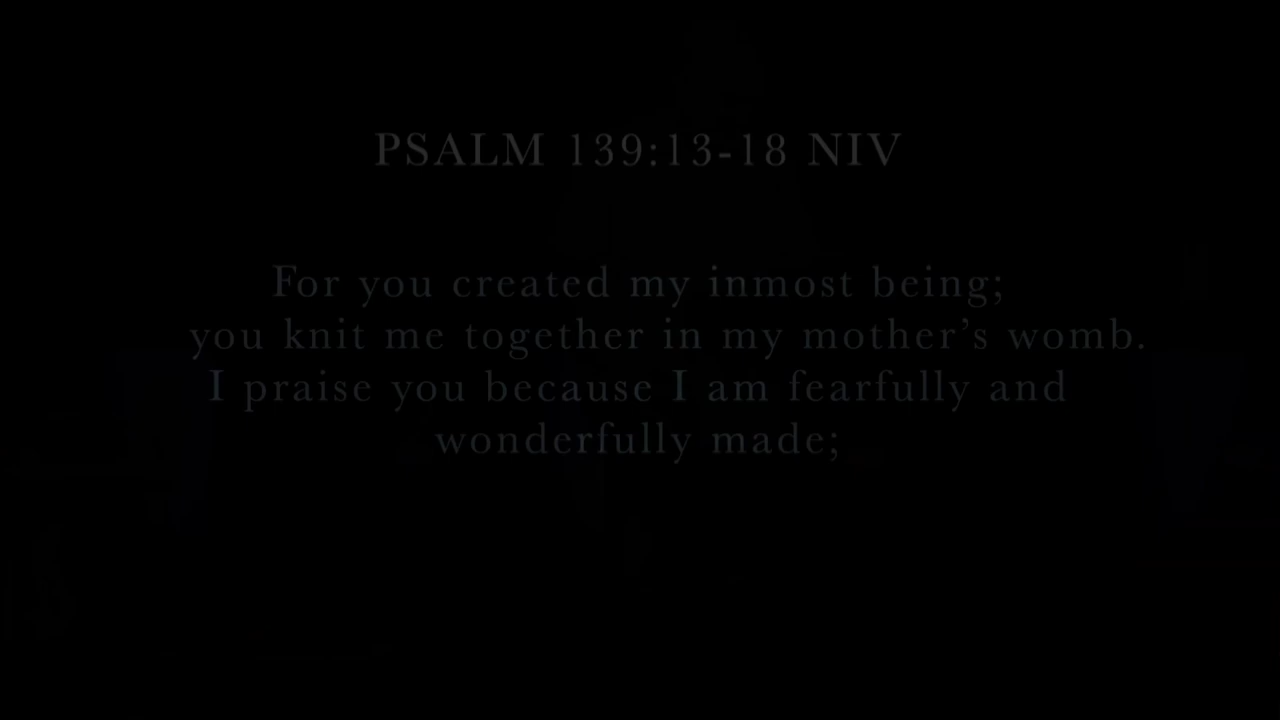 PSALM 139:13-18 NIV
For you created my inmost being;
you knit me together in my mother’s womb.
I praise you because I am fearfully and
wonderfully made;